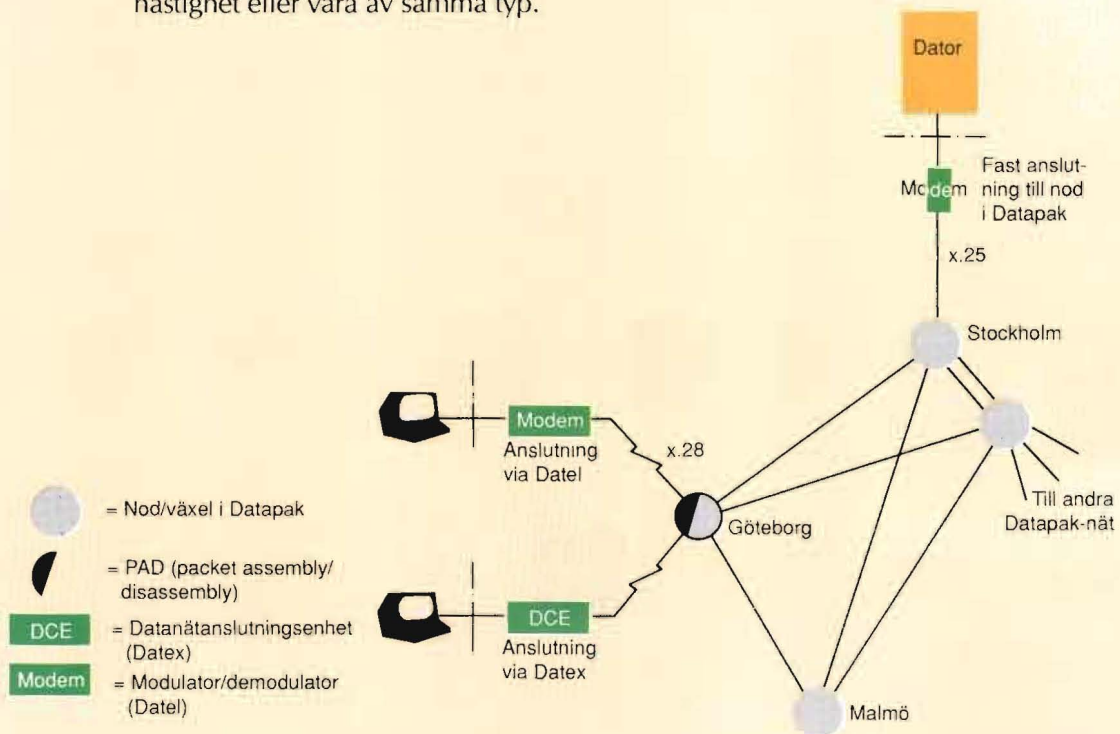 hastighet eller vara av samma typ.
Dator
Modem
Fast anslut-
ning till nod
i Datapak
x.25
Stockholm
Modem
Anslutning
via Datel
x.28
Till andra
Datapak-nät
Göteborg
= Nod/växel i Datapak
= PAD (packet assembly/
disassembly)
DCE
= Datanätanslutningsenhet
(Datex)
Modem
= Modulator/demodulator
(Datel)
DCE
Anslutning
via Datex
Malmö